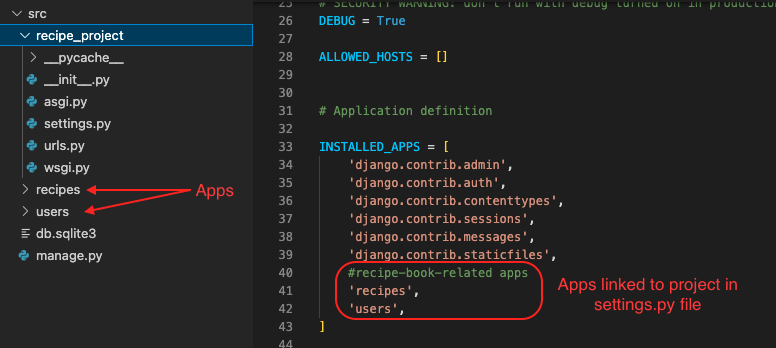 src
recipe_project
__pycache__
__init__.py
asgi.py
settings.py
urls.py
wsgi.py
recipes
users
db.sqlite3
manage.py
Apps
25 # SECURITY WARNING: don't run with debug turned on in production
26 DEBUG = True
27
28 ALLOWED_HOSTS = []
29
30
31 # Application definition
32
33 INSTALLED_APPS = [
34 'django.contrib.admin',
35 'django.contrib.auth',
36 'django.contrib.contenttypes',
37 'django.contrib.sessions',
38 'django.contrib.messages',
39 'django.contrib.staticfiles',
40 #recipe-book-related apps
41 'recipes',
42 'users',
43 ]
44
Apps linked to project in
settings.py file